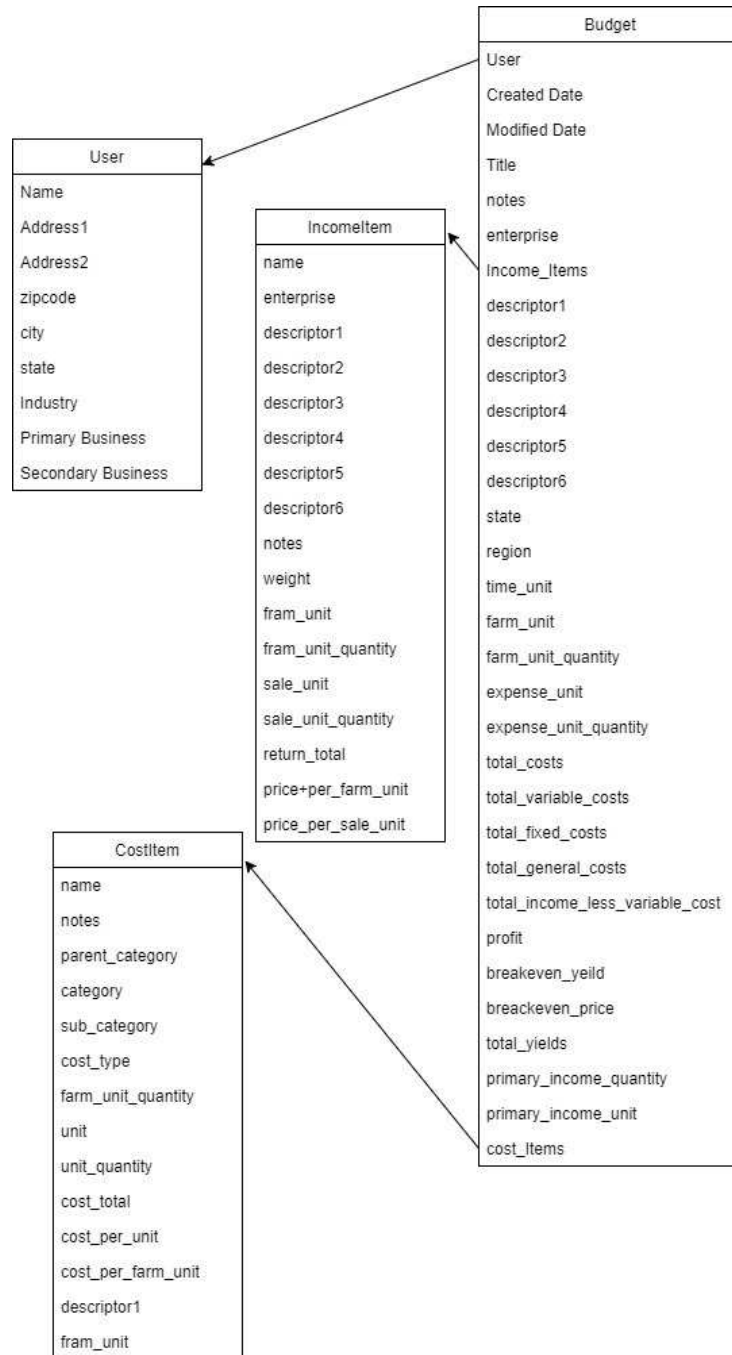 Budget
User
Created Date
Modified Date
Title
notes
enterprise
Income_Items
descriptor1
descriptor2
descriptor3
descriptor4
descriptor5
descriptor6
state
region
time_unit
farm_unit
farm_unit_quantity
expense_unit
expense_unit_quantity
total_costs
total_variable_costs
total_fixed_costs
total_general_costs
total_income_less_variable_cost
profit
breakeven_yeild
breackeven_price
total_yields
primary_income_quantity
primary_income_unit
cost_Items
User
Name
Address1
Address2
zipcode
city
state
Industry
Primary Business
Secondary Business
IncomeItem
name
enterprise
descriptor1
descriptor2
descriptor3
descriptor4
descriptor5
descriptor6
notes
weight
fram_unit
fram_unit_quantity
sale_unit
sale_unit_quantity
return_total
price+per_farm_unit
price_per_sale_unit
CostItem
name
notes
parent_category
category
sub_category
cost_type
farm_unit_quantity
unit
unit_quantity
cost_total
cost_per_unit
cost_per_farm_unit
descriptor1
fram_unit